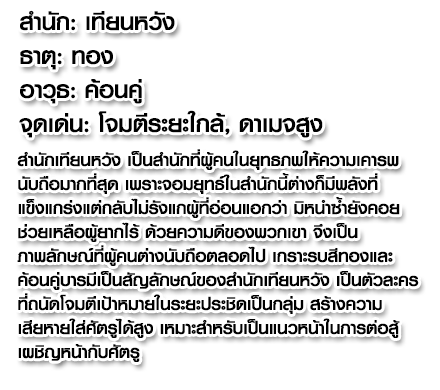 สำนัก: เทียนหวัง
ธาตุ: ทอง
อาวุธ: ค้อนคู่
จุดเด่น: โจมตีระยะใกล้, ดาเมจสูง
สำนักเทียนหวัง เป็นสำนักที่ผู้คนในยุทธภพให้ความเคารพ
นับถือมากที่สุด เพราะจอมยุทธ์ในสำนักนี้ต่างก็มีพลังที่
แข็งแกร่งแต่กลับไม่รังแกผู้ที่อ่อนแอกว่า มิหนำซ้ำยังคอย
ช่วยเหลือผู้ยากไร้ ด้วยความดีของพวกเขา จึงเป็น
ภาพลักษณ์ที่ผู้คนต่างนับถือตลอดไป เกราะรบสีทองและ
ค้อนคู่บารมีเป็นสัญลักษณ์ของสำนักเทียนหวัง เป็นตัวละคร
ที่ถนัดโจมตีเป้าหมายในระยะประชิดเป็นกลุ่ม สร้างความ
เสียหายใส่ศัตรูได้สูง เหมาะสำหรับเป็นแนวหน้าในการต่อสู้
เผชิญหน้ากับศัตรู